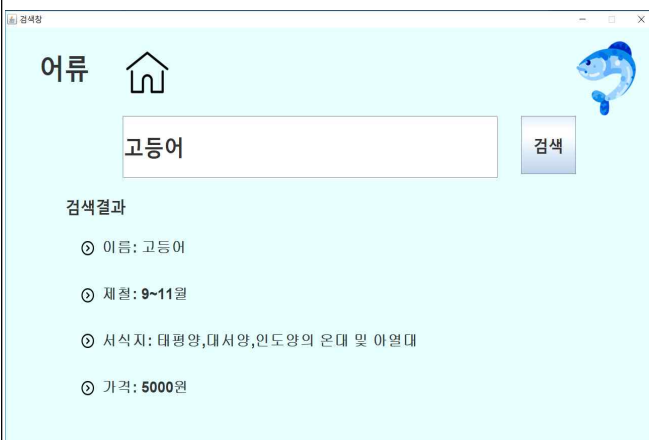 검색창
어류
고등어
검색
검색결과
이름: 고등어
제철: 9~11월
서식지: 태평양,대서양,인도양의 온대 및 아열대
가격: 5000원